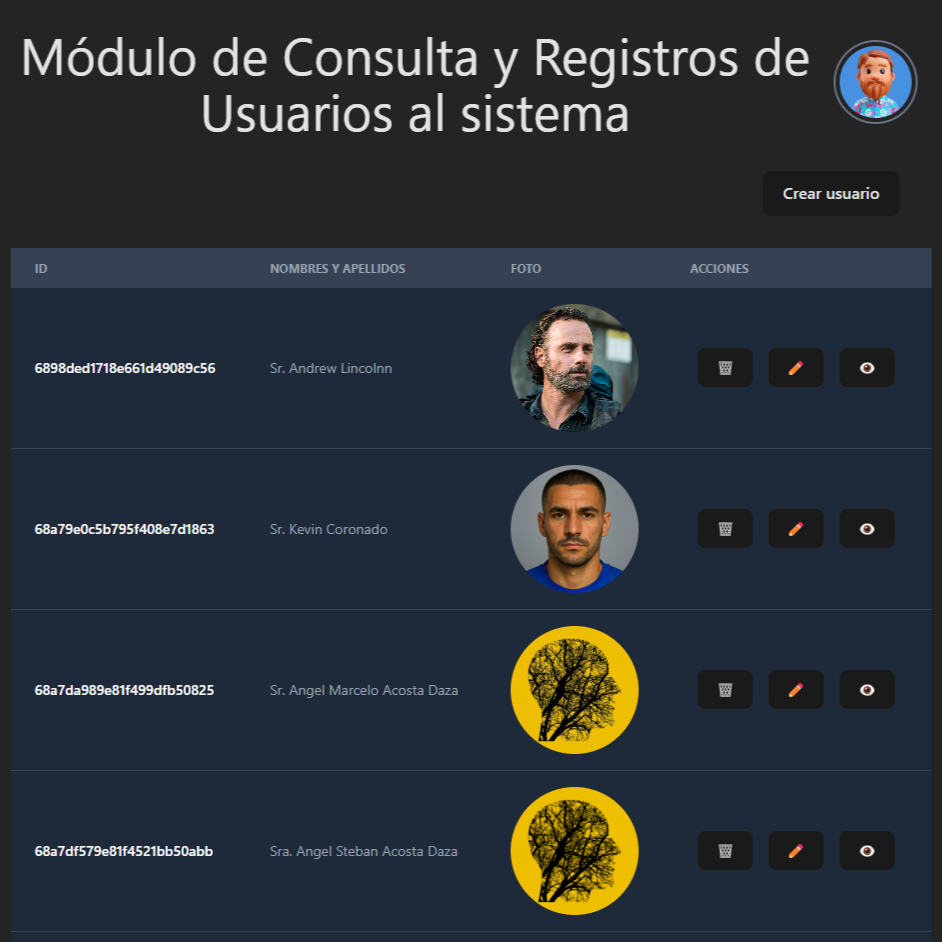 Módulo de Consulta y Registros de
Usuarios al sistema
Crear usuario
ID NOMBRES Y APELLIDOS FOTO ACCIONES
6898ded1718e661d49089c56 Sr. Andrew Lincolnn
68a79e0c5b795f408e7d1863 Sr. Kevin Coronado
68a7da989e81f499dfb50825 Sr. Angel Marcelo Acosta Daza
68a7df579e81f4521bb50abb Sra. Angel Steban Acosta Daza